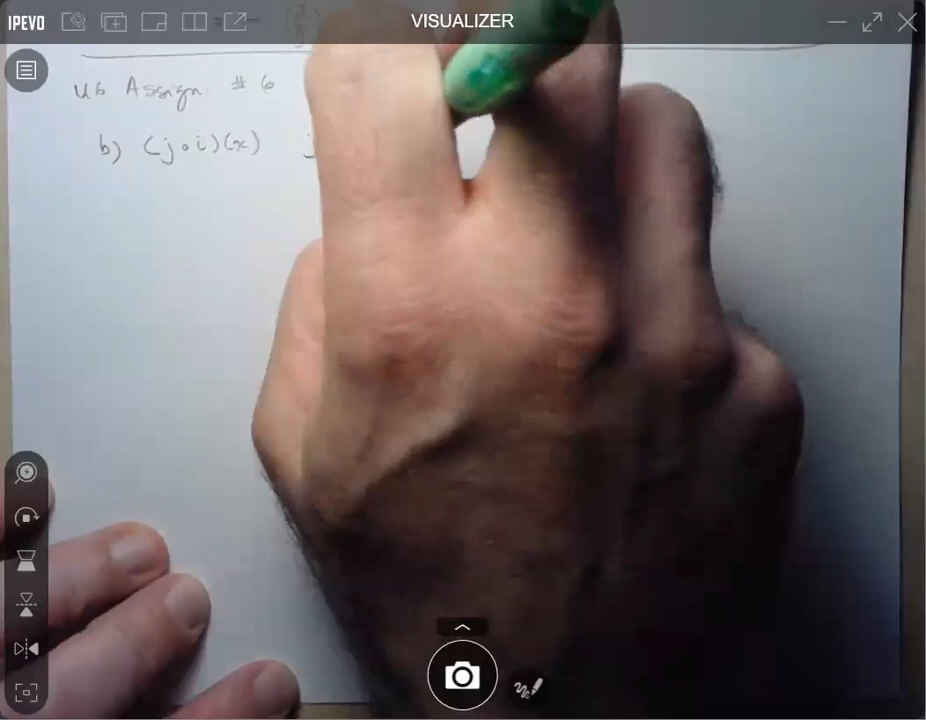 IPEVO
VISUALIZER
U6 Assign # 6
b) (j∘i)(x) j